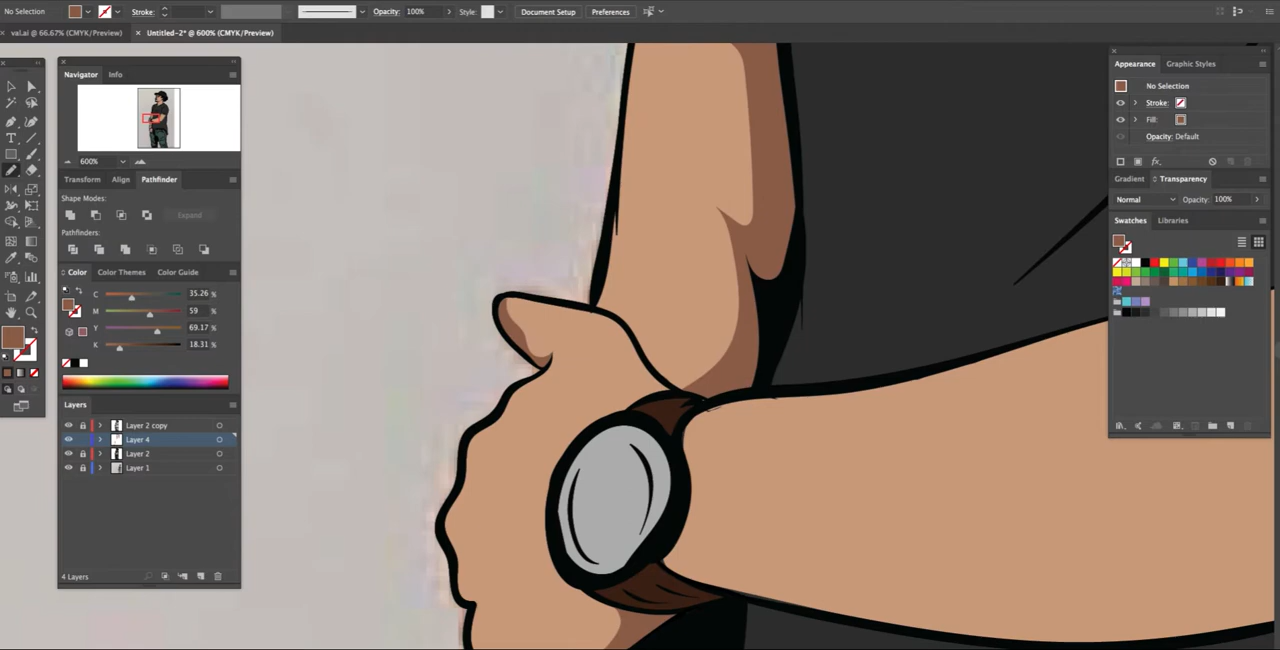 No Selection
Stroke:
Opacity: 100%
Style:
Document Setup
Preferences
val.ai @ 66.67% (CMYK/Preview)
Untitled-2* @ 600% (CMYK/Preview)
Navigator
Info
600%
Transform
Align
Pathfinder
Shape Modes:
Expand
Pathfinders:
Color
Color Themes
Color Guide
C 35.26 %
M 59 %
Y 69.17 %
K 18.31 %
Layers
Layer 2 copy
Layer 4
Layer 2
Layer 1
4 Layers
Appearance
Graphic Styles
No Selection
Stroke:
Fill:
Opacity: Default
fx
Gradient
Transparency
Normal
Opacity: 100%
Swatches
Libraries